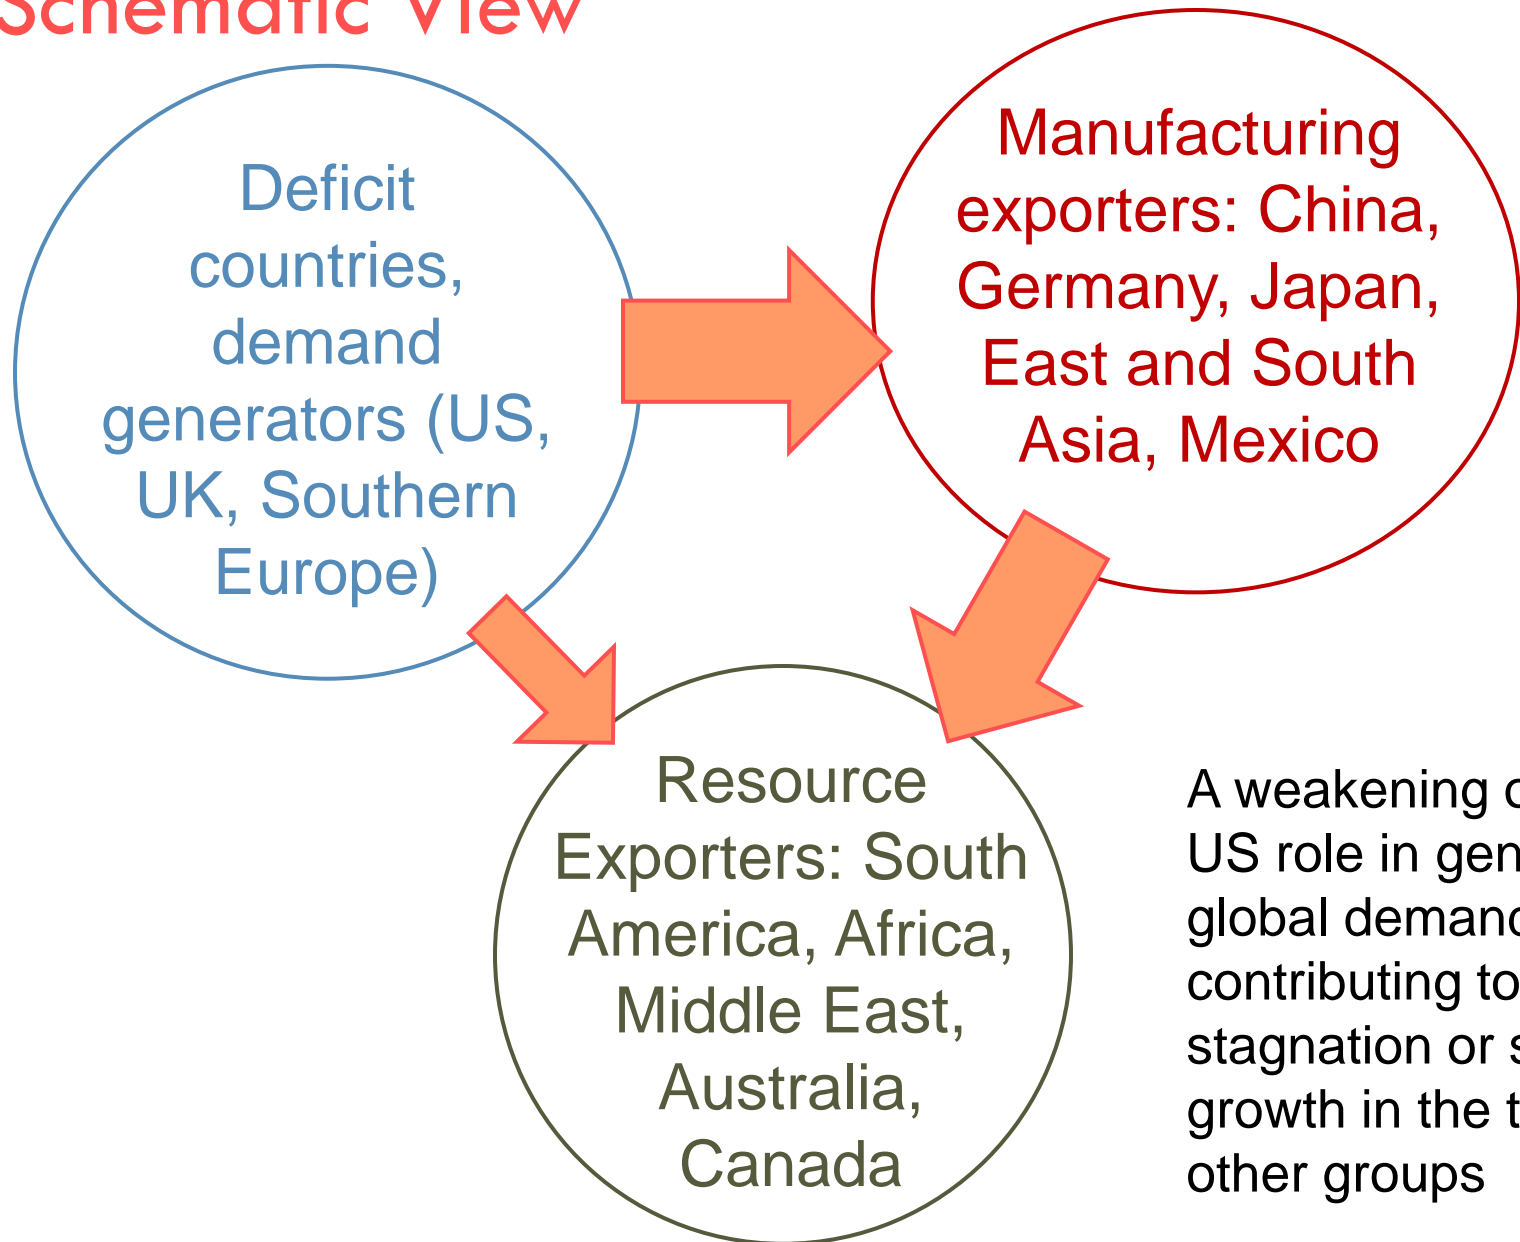 Schematic View
Deficit
countries,
demand
generators (US,
UK, Southern
Europe)
Manufacturing
exporters: China,
Germany, Japan,
East and South
Asia, Mexico
Resource
Exporters: South
America, Africa,
Middle East,
Australia,
Canada
A weakening
US role in
global
contributing to
stagnation or
growth in the
other groups